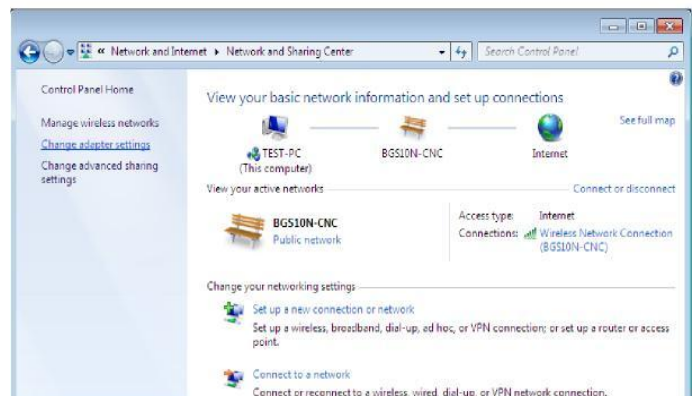 « Network and Internet ▸ Network and Sharing Center
Search Control Panel
Control Panel Home
Manage wireless networks
Change adapter settings
Change advanced sharing
settings
View your basic network information and set up connections
See full map
TEST-PC
(This computer)
BGS10N-CNC
Internet
View your active networks
Connect or disconnect
BGS10N-CNC
Public network
Access type: Internet
Connections: Wireless Network Connection
(BGS10N-CNC)
Change your networking settings
Set up a new connection or network
Set up a wireless, broadband, dial-up, ad hoc, or VPN connection; or set up a router or access
point.
Connect to a network
Connect or reconnect to a wireless, wired, dial-up, or VPN network connection.